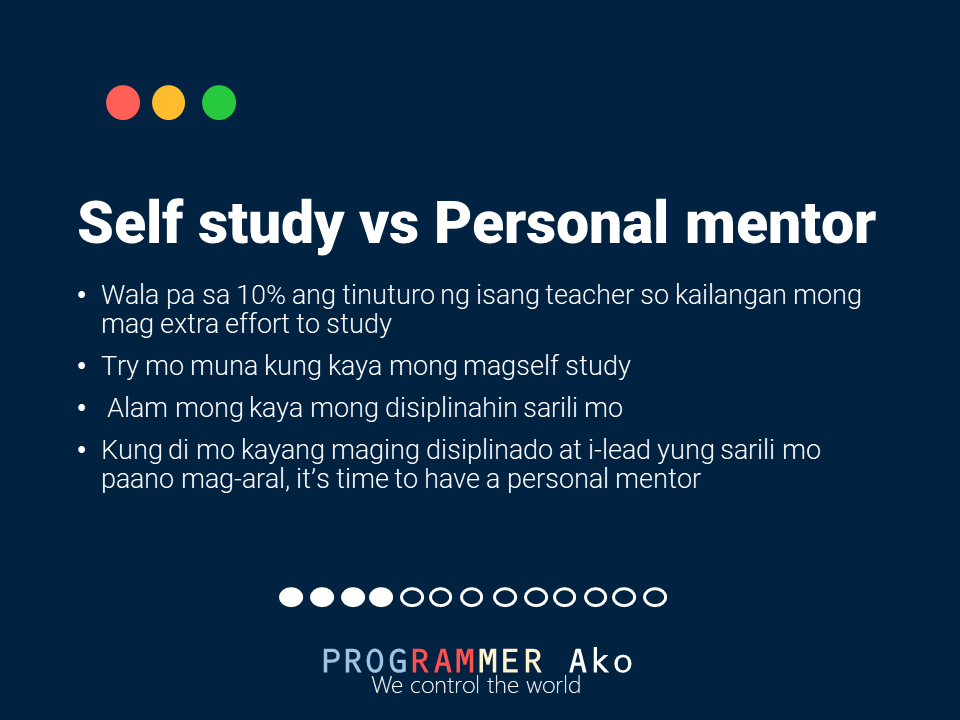 Self study vs Personal mentor
• Wala pa sa 10% ang tinuturo ng isang teacher so kailangan mong
mag extra effort to study
• Try mo muna kung kaya mong magself study
• Alam mong kaya mong disiplinahin sarili mo
• Kung di mo kayang maging disiplinado at i-lead yung sarili mo
paano mag-aral, it’s time to have a personal mentor
PROGRAMMER Ako
We control the world